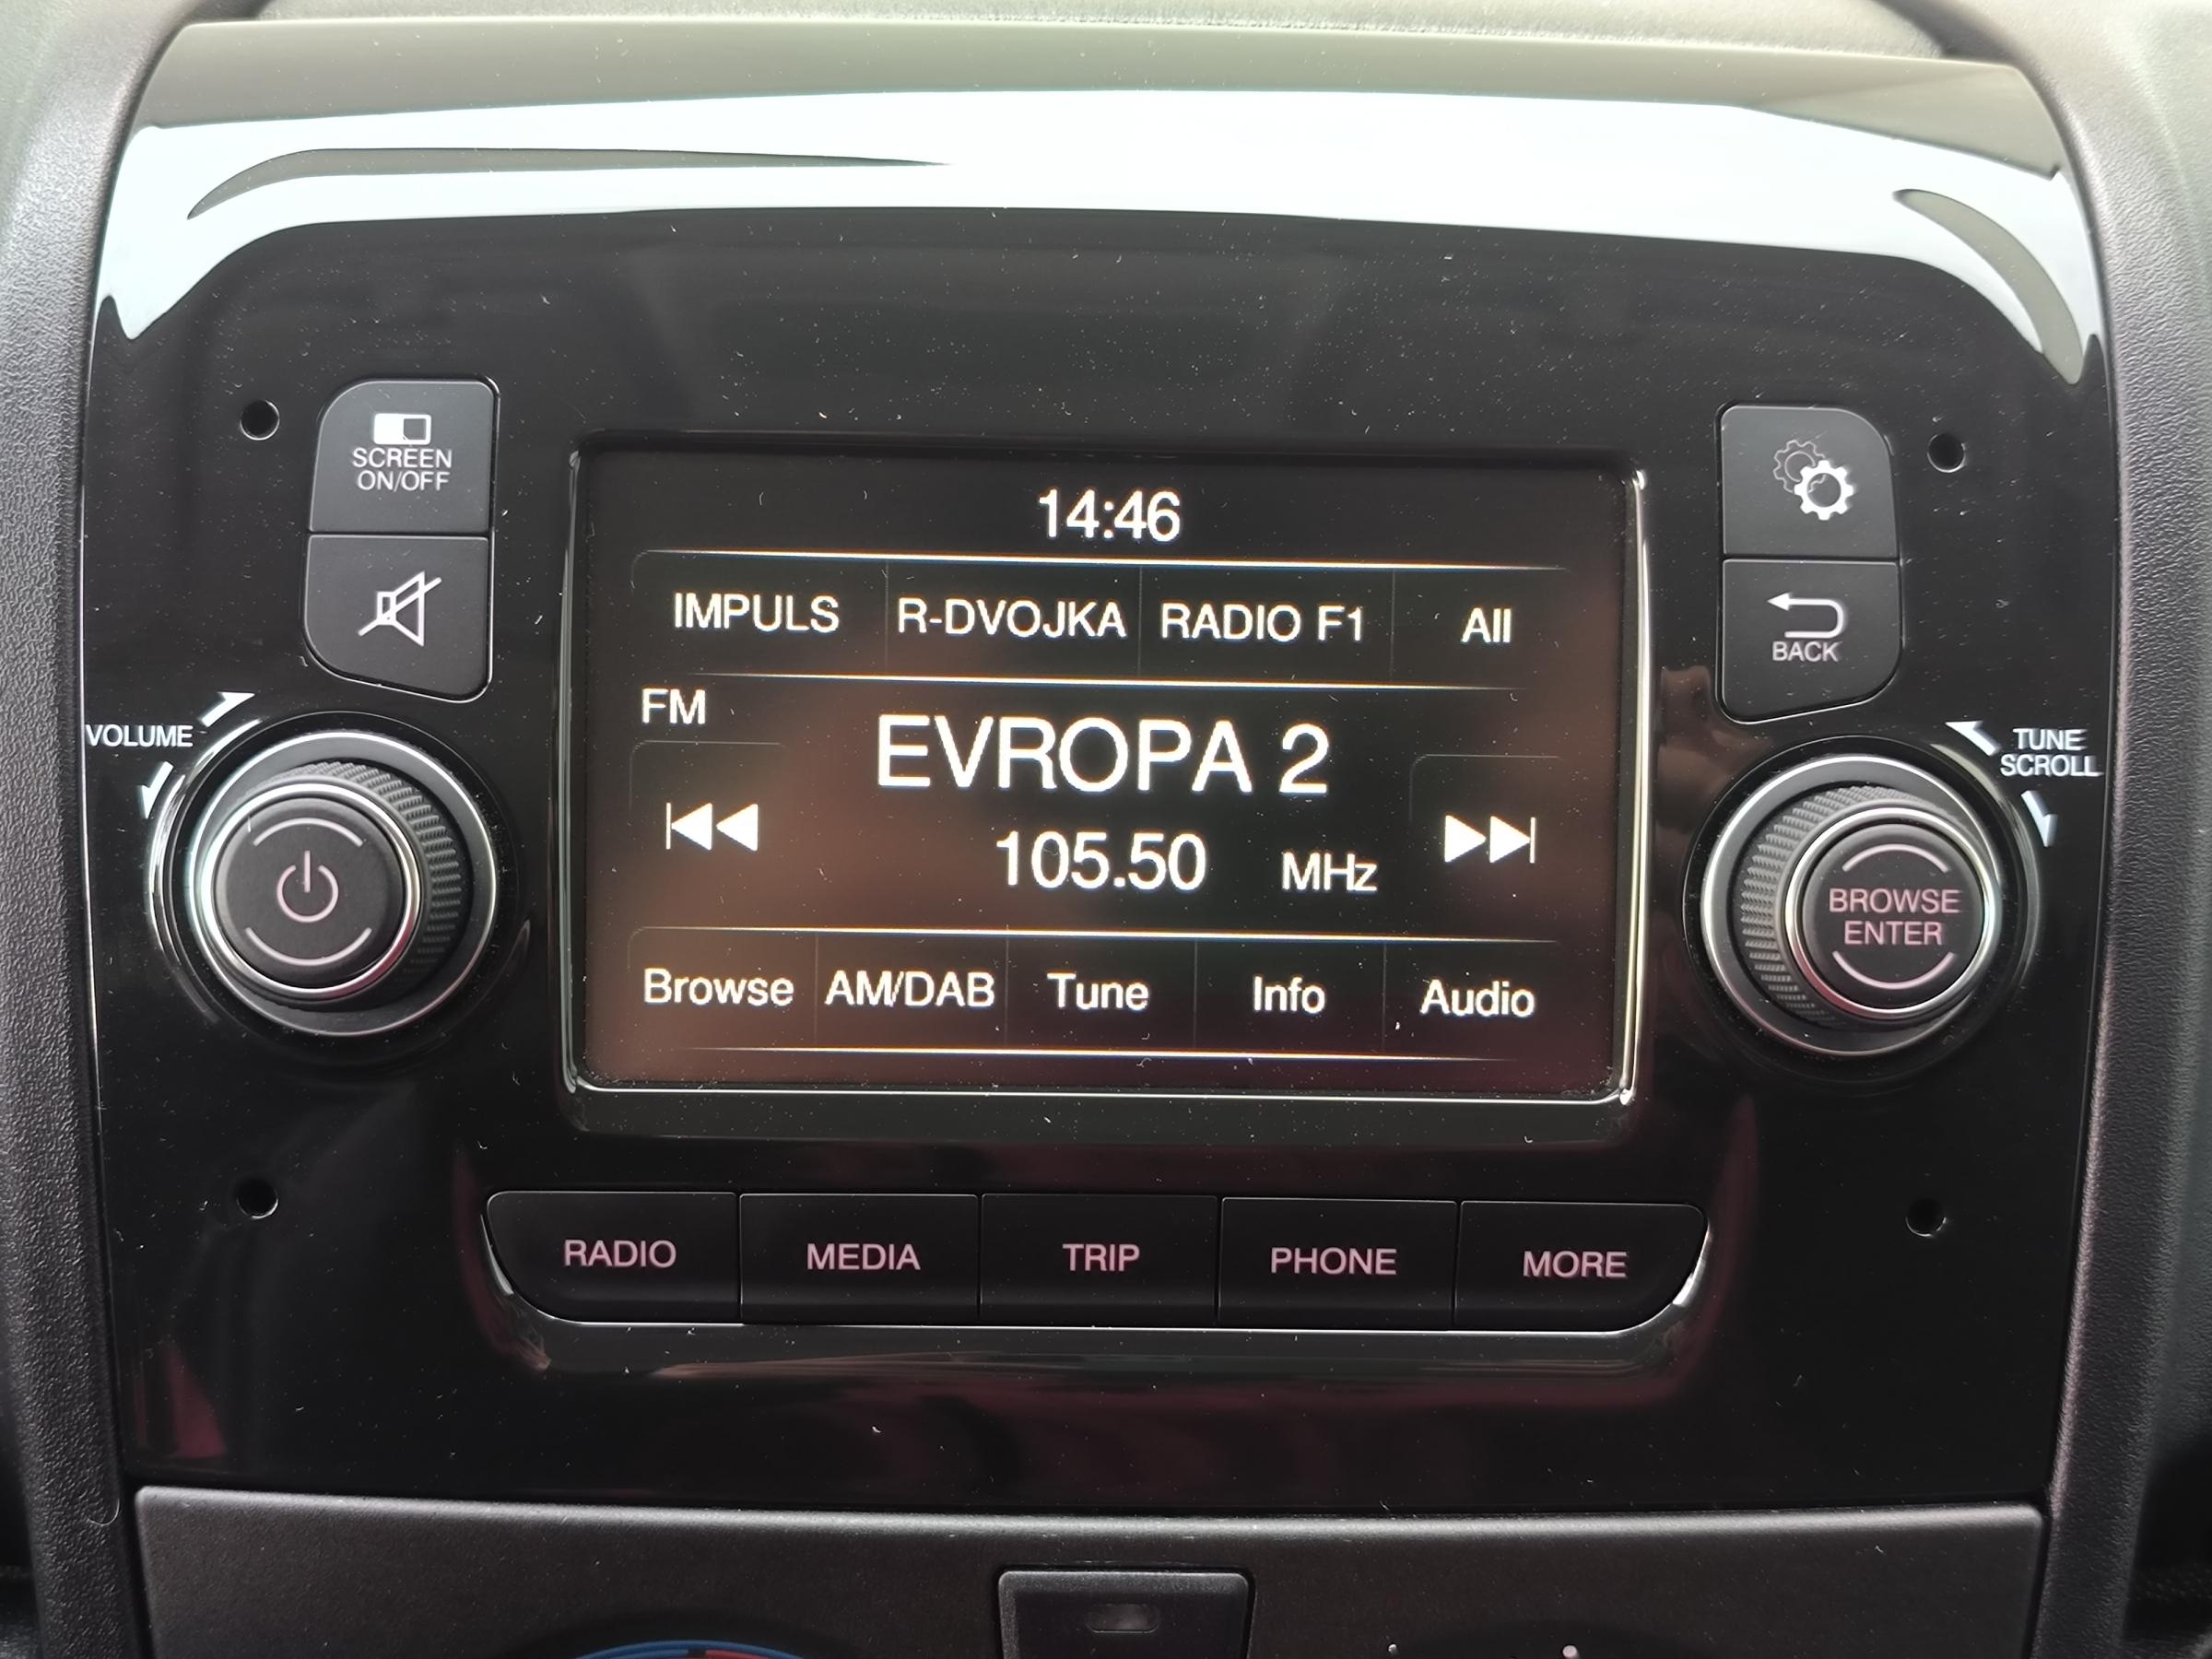 SCREEN
ON/OFF
14:46
IMPULS R-DVOJKA RADIO F1 All
BACK
VOLUME
FM
EVROPA 2
TUNE
SCROLL
105.50 MHz
BROWSE
ENTER
Browse AM/DAB Tune Info Audio
RADIO MEDIA TRIP PHONE MORE